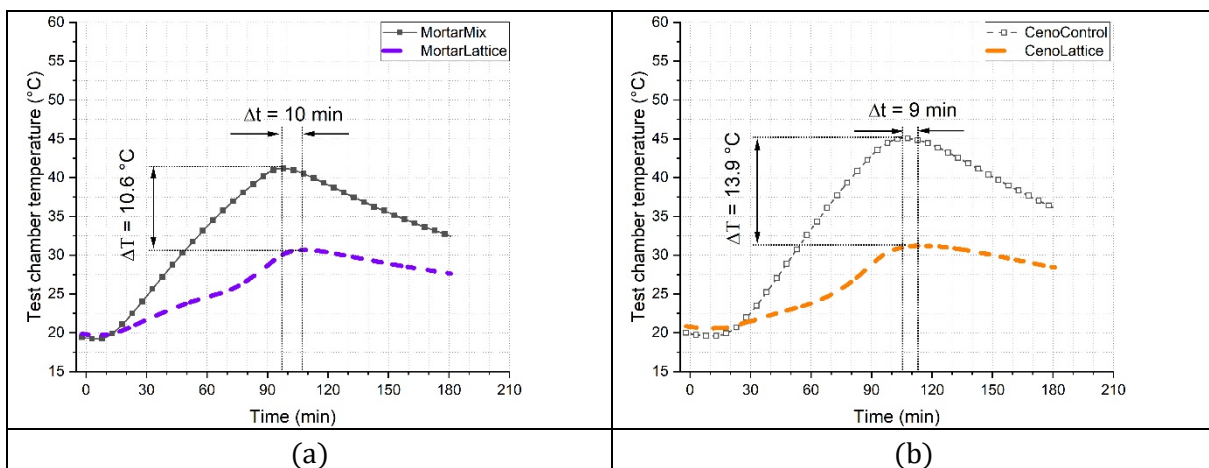 MortarMix
MortarLattice
Δt = 10 min
ΔT = 10.6 °C
Test chamber temperature (°C)
60
55
50
45
40
35
30
25
20
15
0 30 60 90 120 150 180 210
Time (min)
(a)
CenoControl
CenoLattice
Δt = 9 min
ΔT = 13.9 °C
Test chamber temperature (°C)
60
55
50
45
40
35
30
25
20
15
0 30 60 90 120 150 180 210
Time (min)
(b)